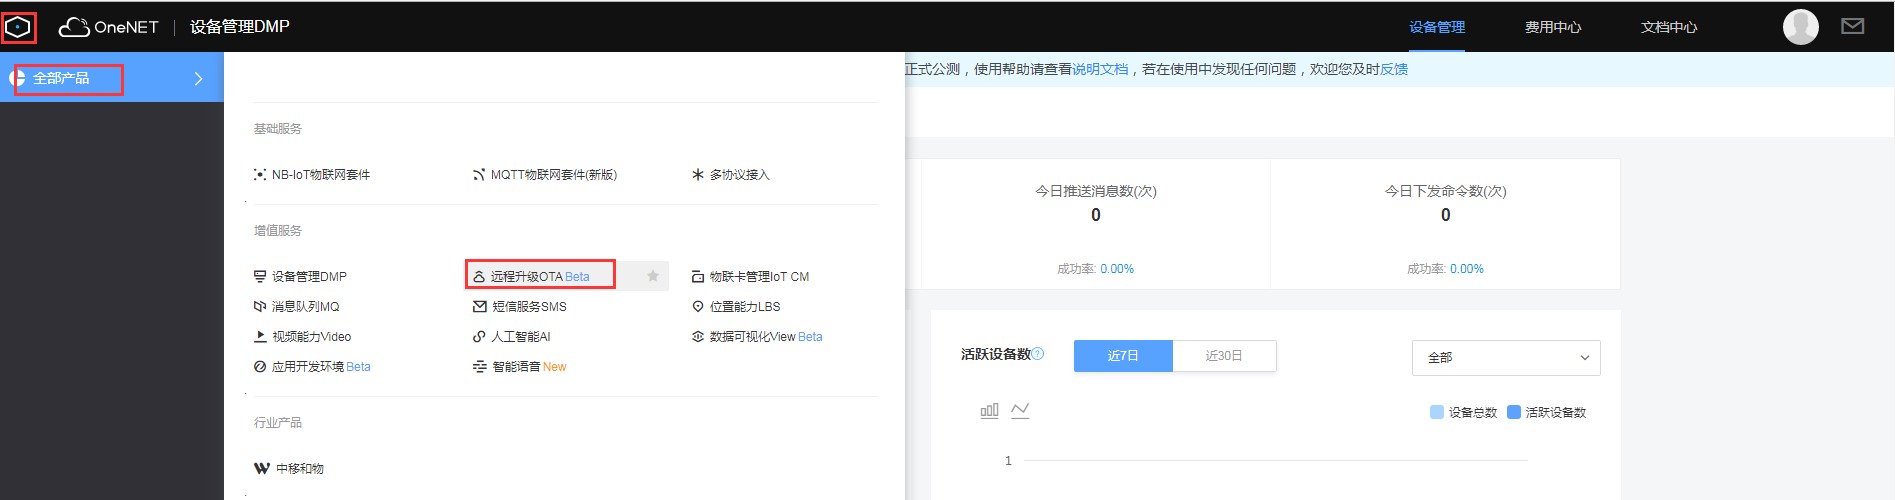 OneNET 设备管理DMP 设备管理 费用中心 文档中心
全部产品
正式公测，使用帮助请查看说明文档，若在使用中发现任何问题，欢迎您及时反馈
基础服务
NB-IoT物联网套件 MQTT物联网套件(新版) 多协议接入
增值服务
设备管理DMP 远程升级OTA Beta 物联卡管理IoT CM
消息队列MQ 短信服务SMS 位置能力LBS
视频能力Video 人工智能AI 数据可视化View Beta
应用开发环境Beta 智能语音New
行业产品
中移和物
今日推送消息数(次) 今日下发命令数(次)
0 0
成功率: 0.00% 成功率: 0.00%
活跃设备数? 近7日 近30日 全部
设备总数 活跃设备数
1